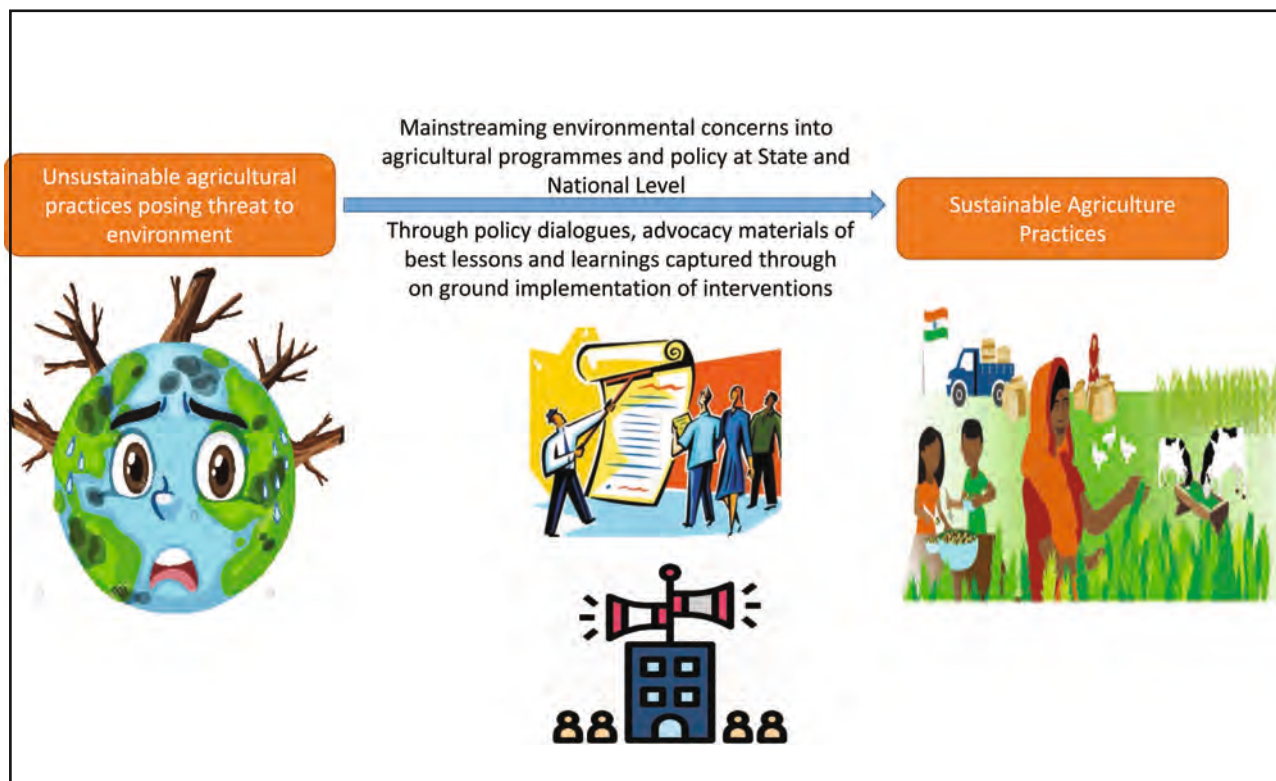 Mainstreaming environmental concerns into
agricultural programmes and policy at State and
National Level
Unsustainable agricultural
practices posing threat to
environment
Through policy dialogues, advocacy materials of
best lessons and learnings captured through
on ground implementation of interventions
Sustainable Agriculture
Practices